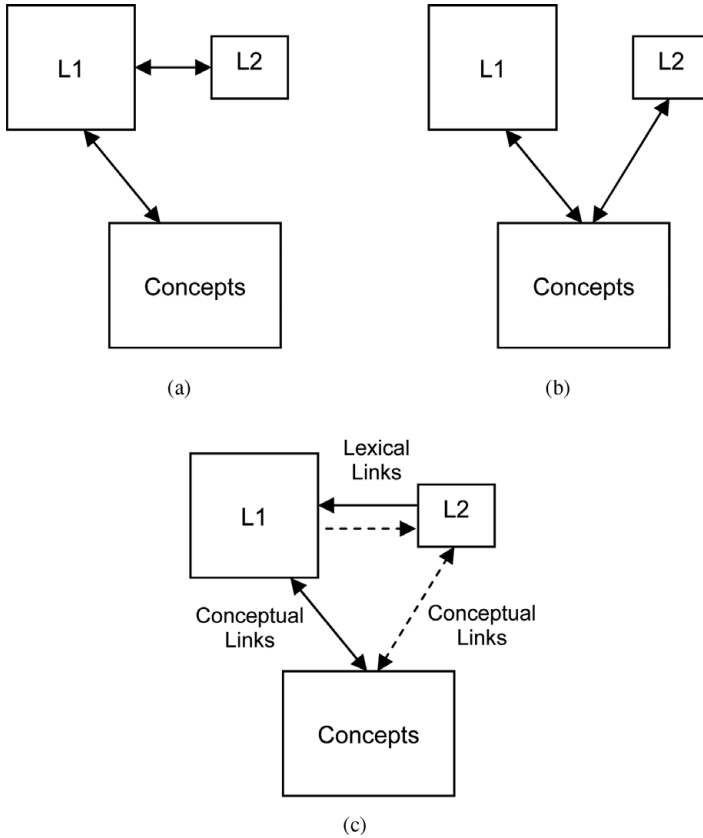 L1
L2
Concepts
(a)
L1
L2
Concepts
(b)
Lexical
Links
L1
L2
Conceptual
Links
Conceptual
Links
Concepts
(c)